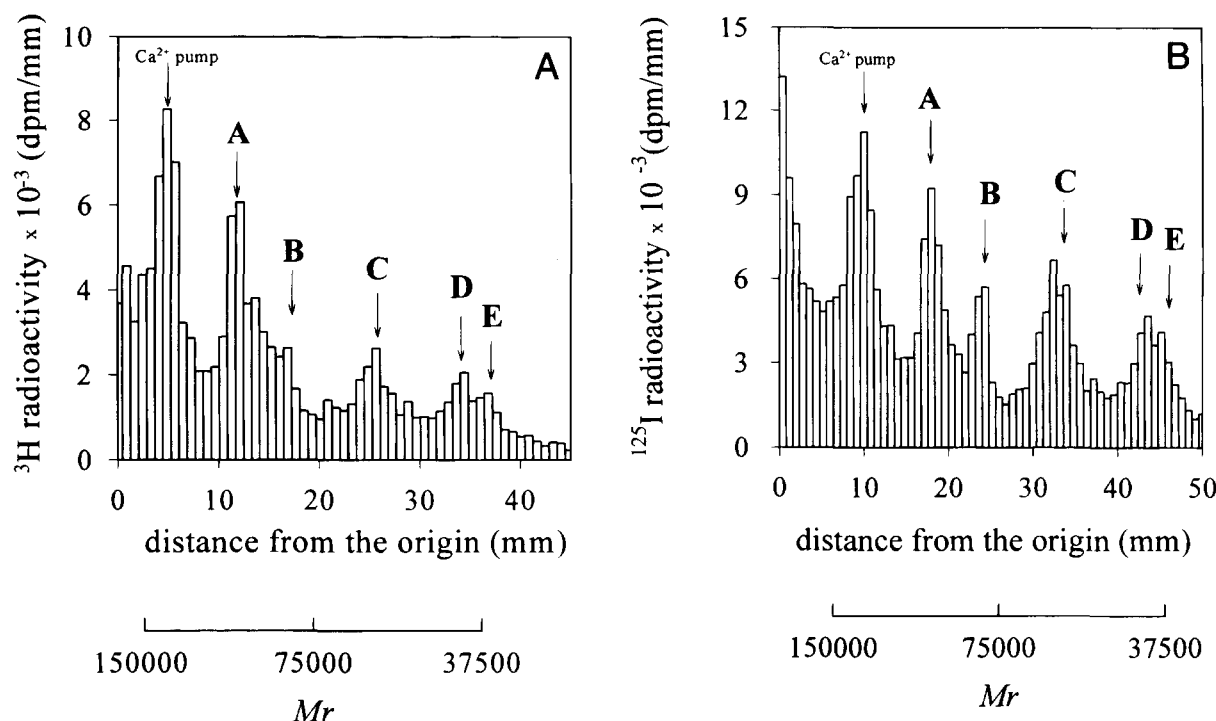 A
³H radioactivity x 10⁻³ (dpm/mm)
10
8
6
4
2
0
Ca²⁺ pump
A
B
C
D
E
0 10 20 30 40
distance from the origin (mm)
150000 75000 37500
Mr
B
¹²⁵I radioactivity x 10⁻³ (dpm/mm)
15
12
9
6
3
0
Ca²⁺ pump
A
B
C
D
E
0 10 20 30 40 50
distance from the origin (mm)
150000 75000 37500
Mr